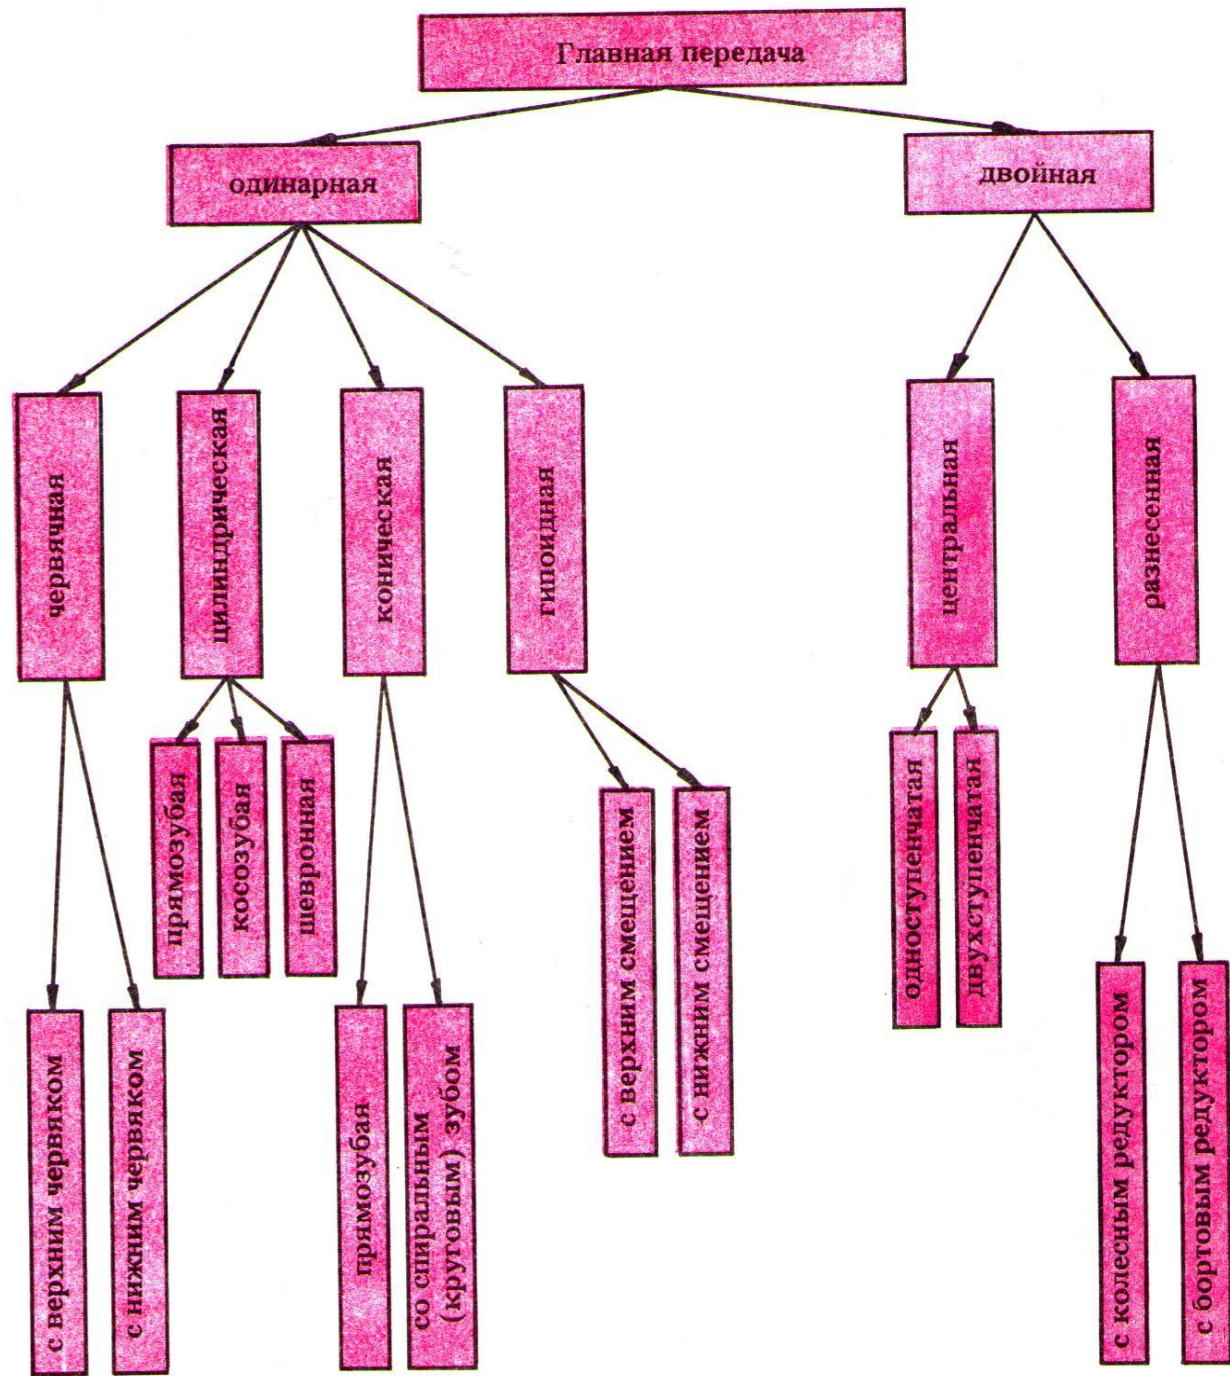 Главная передача
одинарная
двойная
червячная
цилиндрическая
коническая
гипоидная
центральная
разнесенная
прямозубая
косозубая
шевронная
с верхним смещением
с нижним смещением
одноступенчатая
двухступенчатая
с верхним червяком
с нижним червяком
прямозубая
со спиральным
(круговым) зубом
с колесным редуктором
с бортовым редуктором